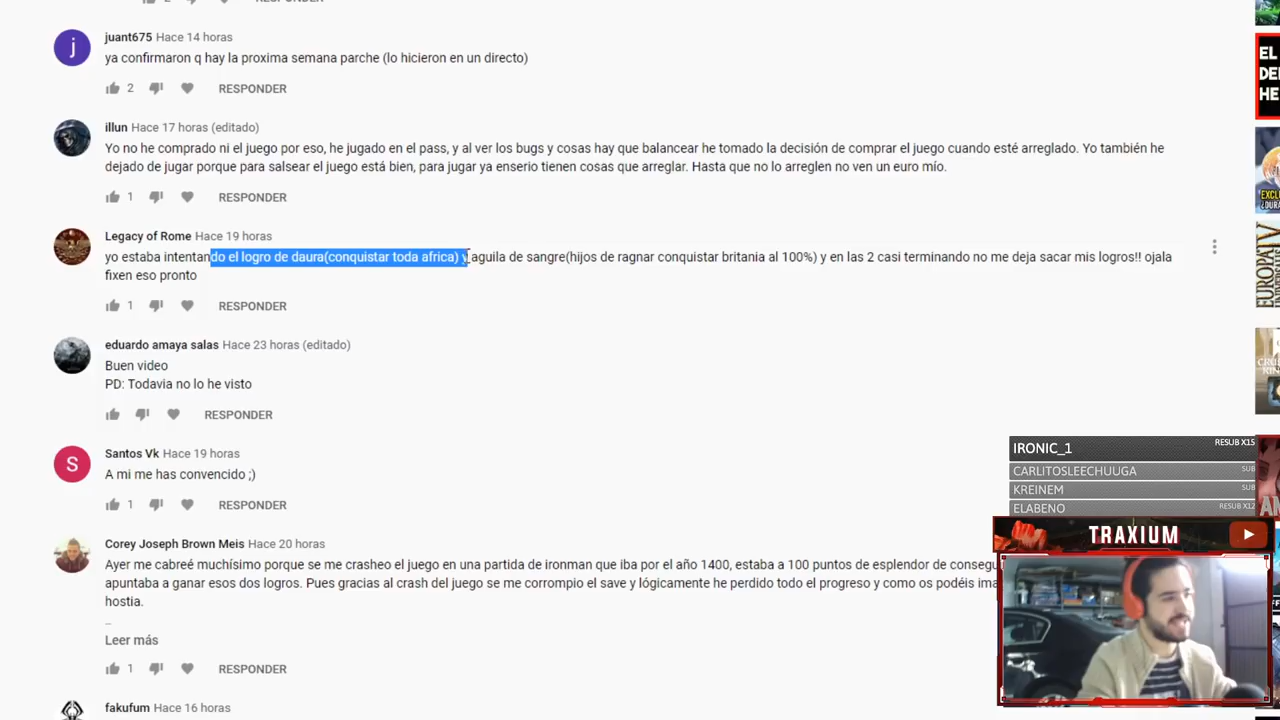 2 RESPONDER
juant675 Hace 14 horas
ya confirmaron q hay la proxima semana parche (lo hicieron en un directo)
2 RESPONDER
illun Hace 17 horas (editado)
Yo no he comprado ni el juego por eso, he jugado en el pass, y al ver los bugs y cosas hay que balancear he tomado la decisión de comprar el juego cuando esté arreglado. Yo también he
dejado de jugar porque para salsear el juego está bien, para jugar ya enserio tienen cosas que arreglar. Hasta que no lo arreglen no ven un euro mío.
1 RESPONDER
Legacy of Rome Hace 19 horas
yo estaba intentando el logro de daura(conquistar toda africa) y aguila de sangre(hijos de ragnar conquistar britania al 100%) y en las 2 casi terminando no me deja sacar mis logros!! ojala
fixen eso pronto
1 RESPONDER
eduardo amaya salas Hace 23 horas (editado)
Buen video
PD: Todavia no lo he visto
RESPONDER
S
Santos Vk Hace 19 horas
A mi me has convencido ;)
1 RESPONDER
Corey Joseph Brown Meis Hace 20 horas
Ayer me cabreé muchísimo porque se me crasheo el juego en una partida de ironman que iba por el año 1400, estaba a 100 puntos de esplendor de consegu
apuntaba a ganar esos dos logros. Pues gracias al crash del juego se me corrompio el save y lógicamente he perdido todo el progreso y como os podéis ima
hostia.
..
Leer más
1 RESPONDER
fakufum Hace 16 horas
j
EL
DE
HE
EXCLU
¿DURA
EUROPA
UNIVERSALIS
IRONIC_1 RESUB X15
CARLITOSLEECHUUGA SUB
KREINEM SUB
ELABENO RESUB X12
TRAXIUM